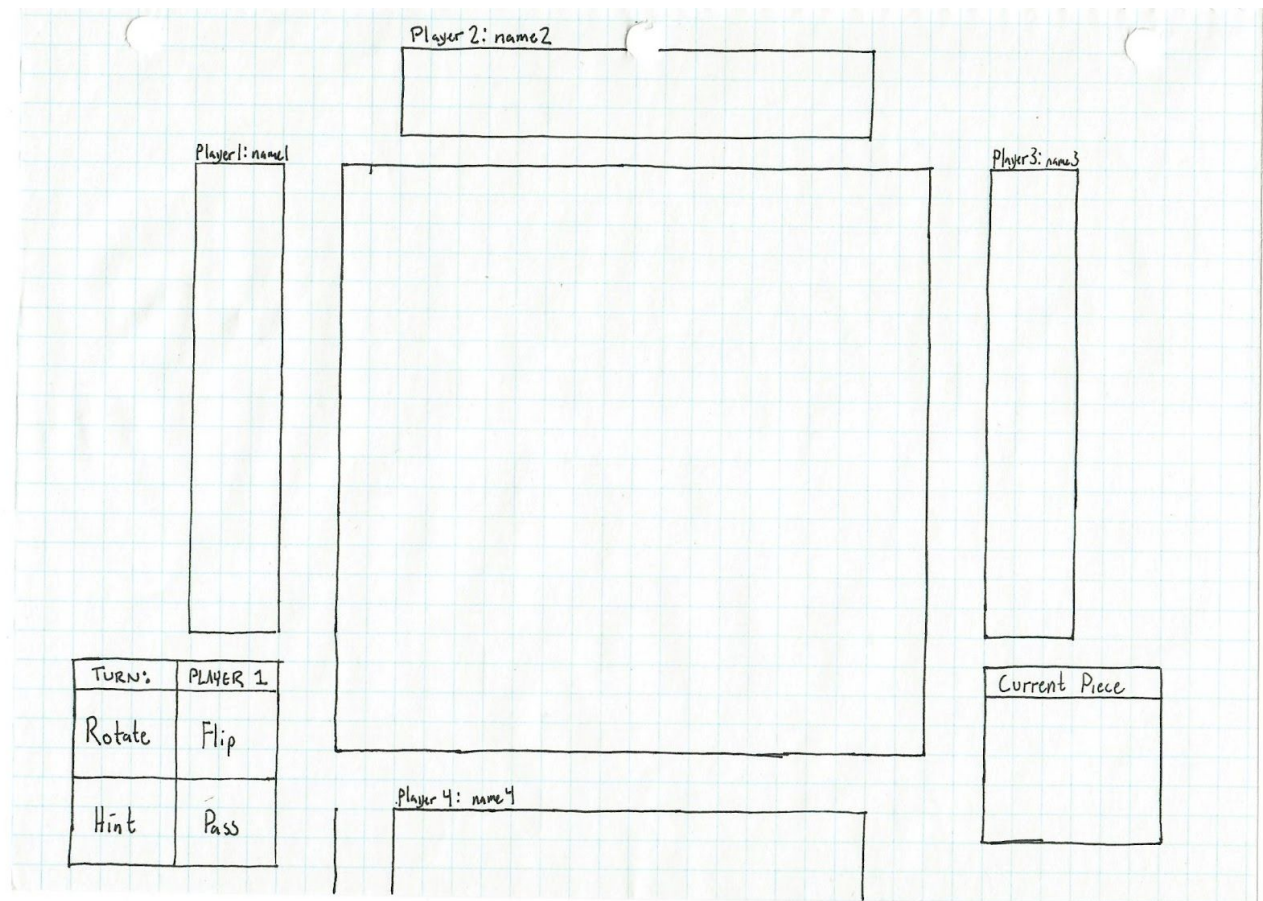 Player 2: name2
Player1: name1
Player3: name3
TURN: PLAYER 1
Rotate Flip
Hint Pass
Current Piece
Player 4: name4